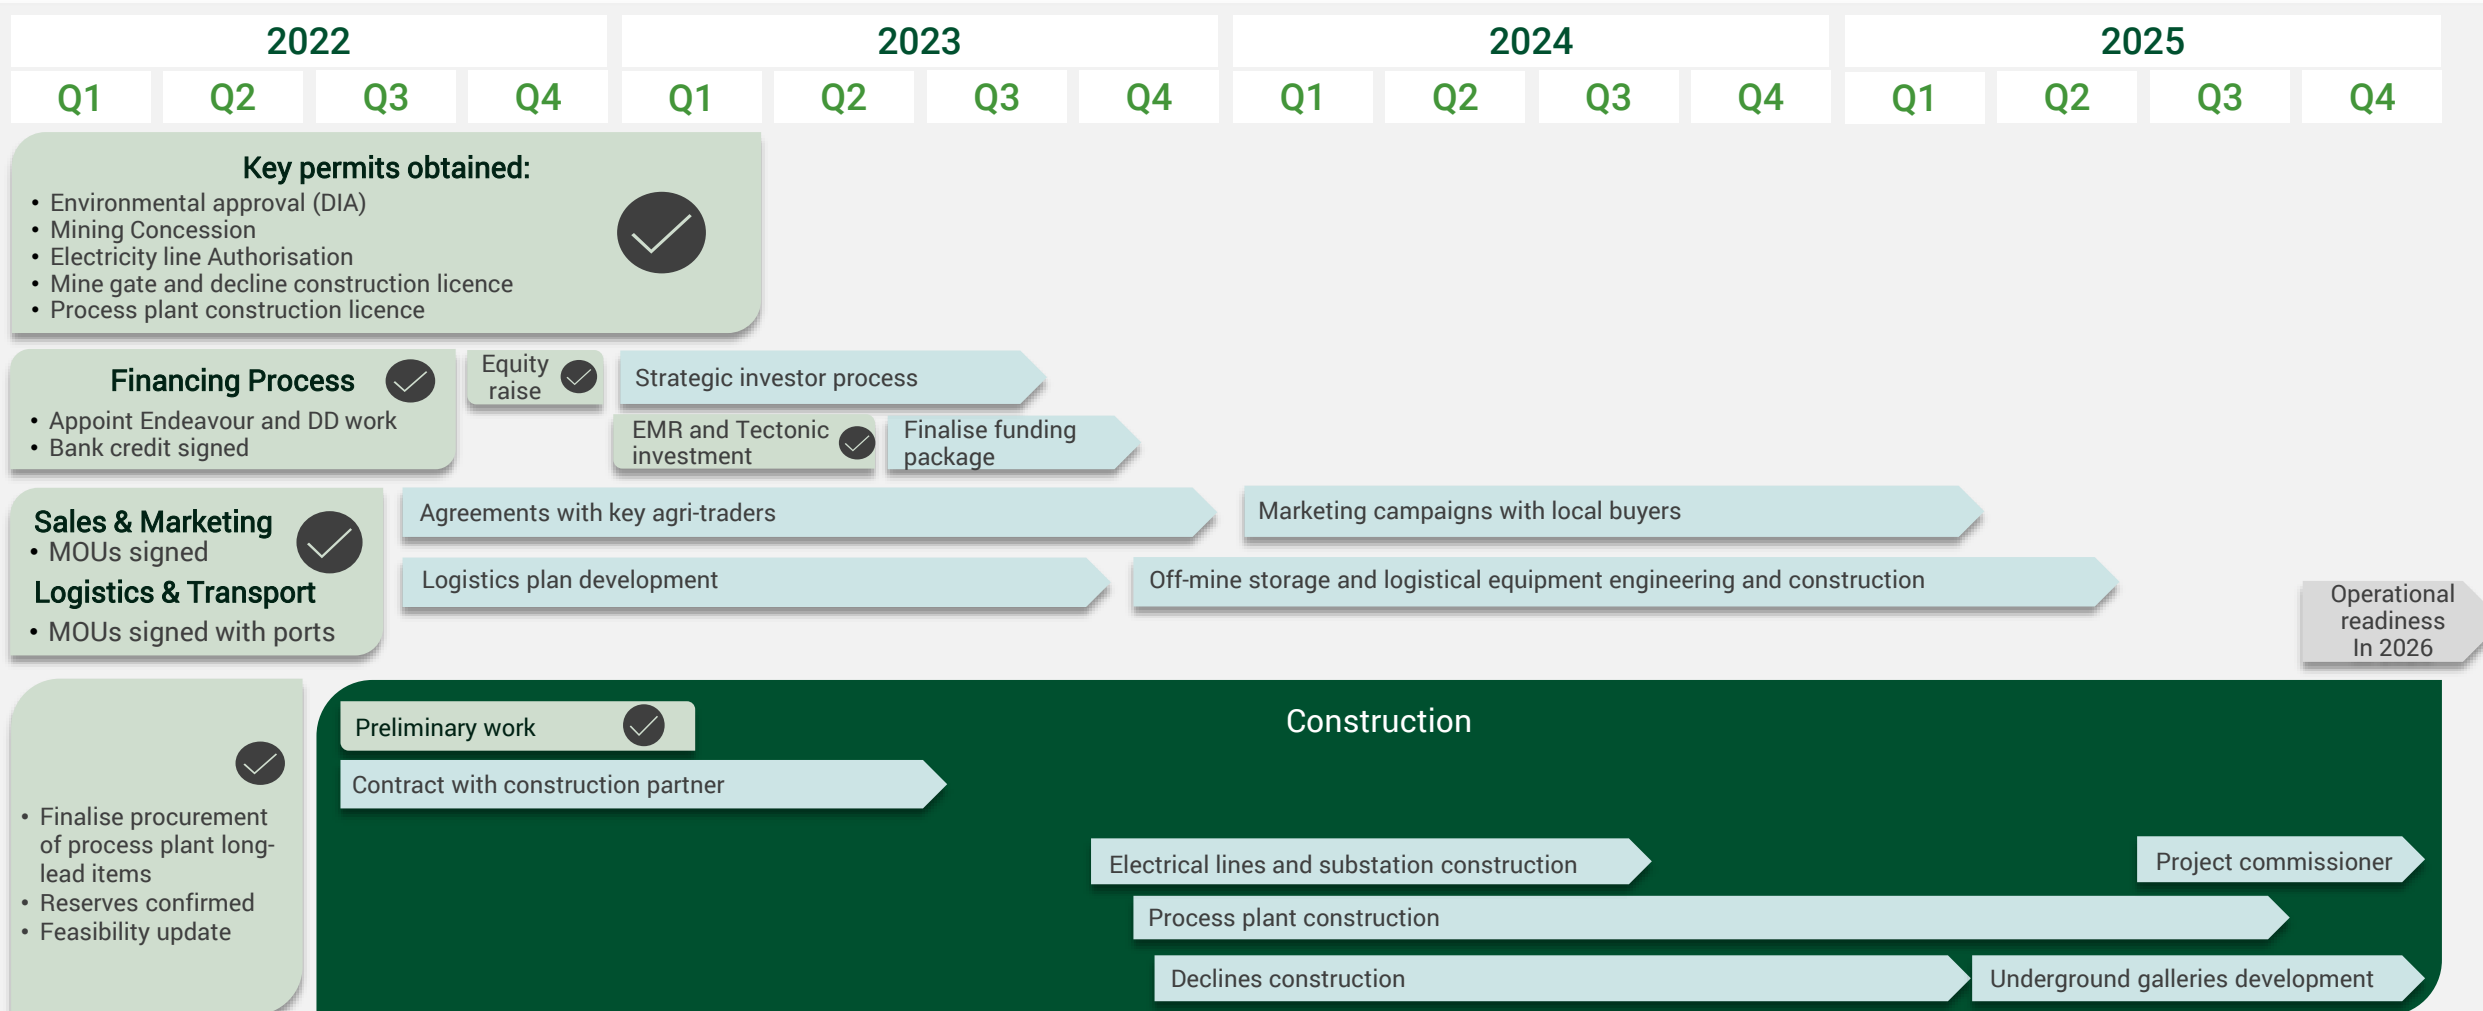 2022
2023
2024
2025
Q1
Q2
Q3
Q4
Q1
Q2
Q3
Q4
Q1
Q2
Q3
Q4
Q1
Q2
Q3
Q4
Key permits obtained:
• Environmental approval (DIA)
• Mining Concession
• Electricity line Authorisation
• Mine gate and decline construction licence
• Process plant construction licence
Financing Process
• Appoint Endeavour and DD work
• Bank credit signed
Equity
raise
Strategic investor process
EMR and Tectonic
investment
Finalise funding
package
Sales & Marketing
• MOUs signed
Logistics & Transport
• MOUs signed with ports
Agreements with key agri-traders
Marketing campaigns with local buyers
Logistics plan development
Off-mine storage and logistical equipment engineering and construction
Operational
readiness
In 2026
• Finalise procurement
of process plant long-
lead items
• Reserves confirmed
• Feasibility update
Construction
Preliminary work
Contract with construction partner
Electrical lines and substation construction
Project commissioner
Process plant construction
Declines construction
Underground galleries development